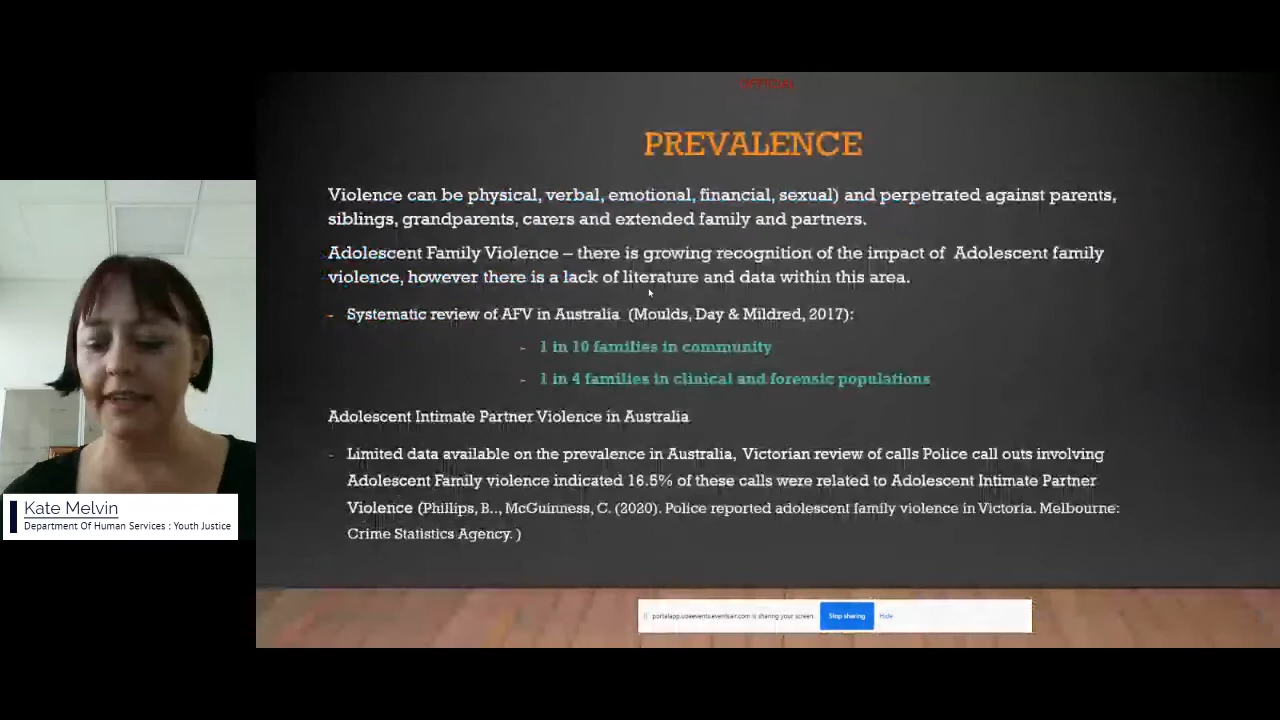 OFFICIAL
PREVALENCE
Violence can be physical, verbal, emotional, financial, sexual) and perpetrated against parents,
siblings, grandparents, carers and extended family and partners.
Adolescent Family Violence – there is growing recognition of the impact of Adolescent family
violence, however there is a lack of literature and data within this area.
- Systematic review of AFV in Australia (Moulds, Day & Mildred, 2017):
- 1 in 10 families in community
- 1 in 4 families in clinical and forensic populations
Adolescent Intimate Partner Violence in Australia
- Limited data available on the prevalence in Australia, Victorian review of calls Police call outs involving
Adolescent Family violence indicated 16.5% of these calls were related to Adolescent Intimate Partner
Violence (Phillips, B.., McGuinness, C. (2020). Police reported adolescent family violence in Victoria. Melbourne:
Crime Statistics Agency. )
Kate Melvin
Department Of Human Services : Youth Justice
is sharing your screen.
Stop sharing
Hide